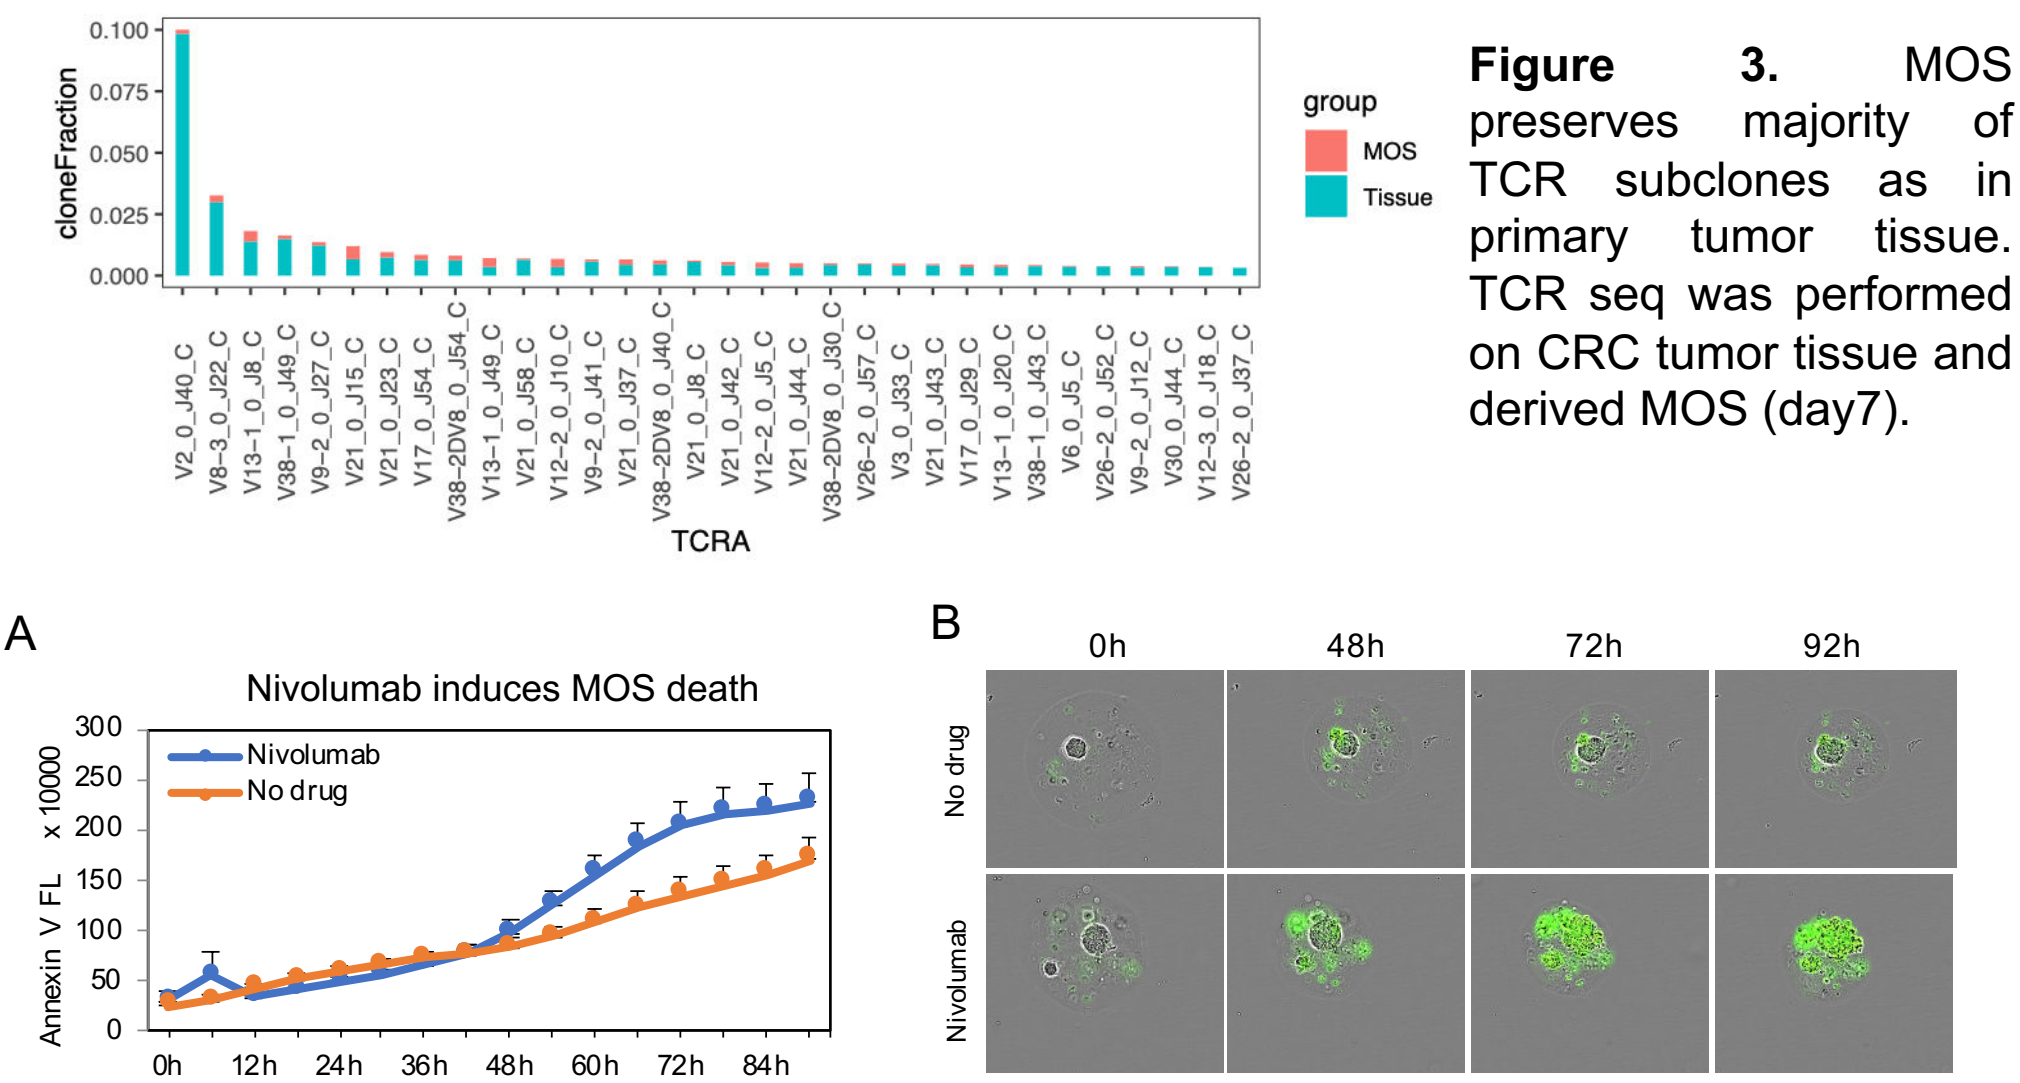 0.100
0.075
0.050
0.025
0.000
cloneFraction
V2_0_J40_C
V8−3_0_J22_C
V13−1_0_J8_C
V38−1_0_J49_C
V9−2_0_J27_C
V21_0_J15_C
V21_0_J23_C
V17_0_J54_C
V38−2DV8_0_J54_C
V13−1_0_J49_C
V21_0_J58_C
V12−2_0_J10_C
V9−2_0_J41_C
V21_0_J37_C
V38−2DV8_0_J40_C
V21_0_J8_C
V21_0_J42_C
V12−2_0_J5_C
V21_0_J44_C
V38−2DV8_0_J30_C
V26−2_0_J57_C
V3_0_J33_C
V21_0_J43_C
V17_0_J29_C
V13−1_0_J20_C
V38−1_0_J43_C
V6_0_J5_C
V26−2_0_J52_C
V9−2_0_J12_C
V30_0_J44_C
V12−3_0_J18_C
V26−2_0_J37_C
TCRA
group
MOS
Tissue
Figure 3. MOS
preserves majority of
TCR subclones as in
primary tumor tissue.
TCR seq was performed
on CRC tumor tissue and
derived MOS (day7).
A
Nivolumab induces MOS death
Annexin V FL x 10000
300
250
200
150
100
50
0
Nivolumab
No drug
0h 12h 24h 36h 48h 60h 72h 84h
B
0h 48h 72h 92h
No drug
Nivolumab